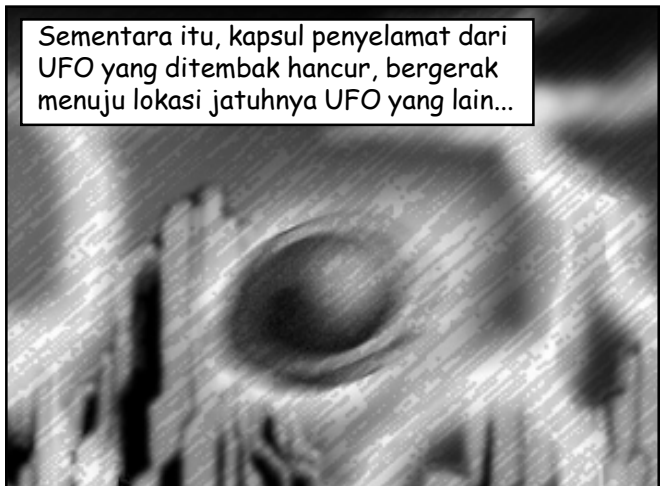 Sementara itu, kapsul penyelamat dari
UFO yang ditembak hancur, bergerak
menuju lokasi jatuhnya UFO yang lain...